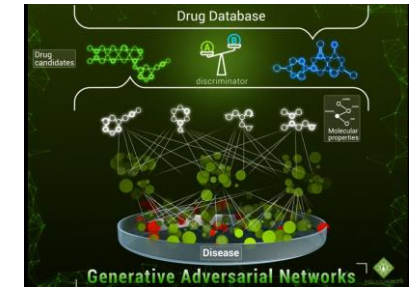 Drug Database
Drug
candidates
A
B
discriminator
Molecular
properties
Disease
Generative Adversarial Networks